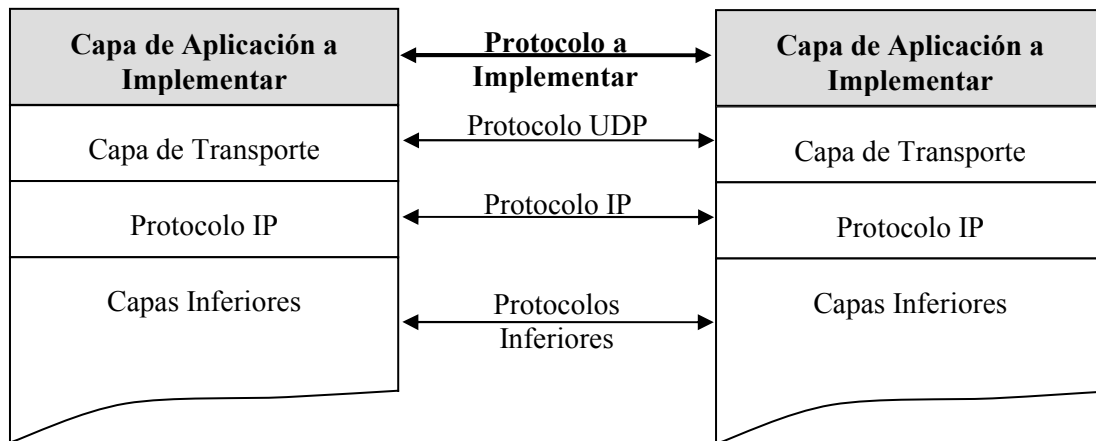 Capa de Aplicación a
Implementar
Protocolo a
Implementar
Capa de Aplicación a
Implementar
Capa de Transporte
Protocolo UDP
Capa de Transporte
Protocolo IP
Protocolo IP
Protocolo IP
Capas Inferiores
Protocolos
Inferiores
Capas Inferiores